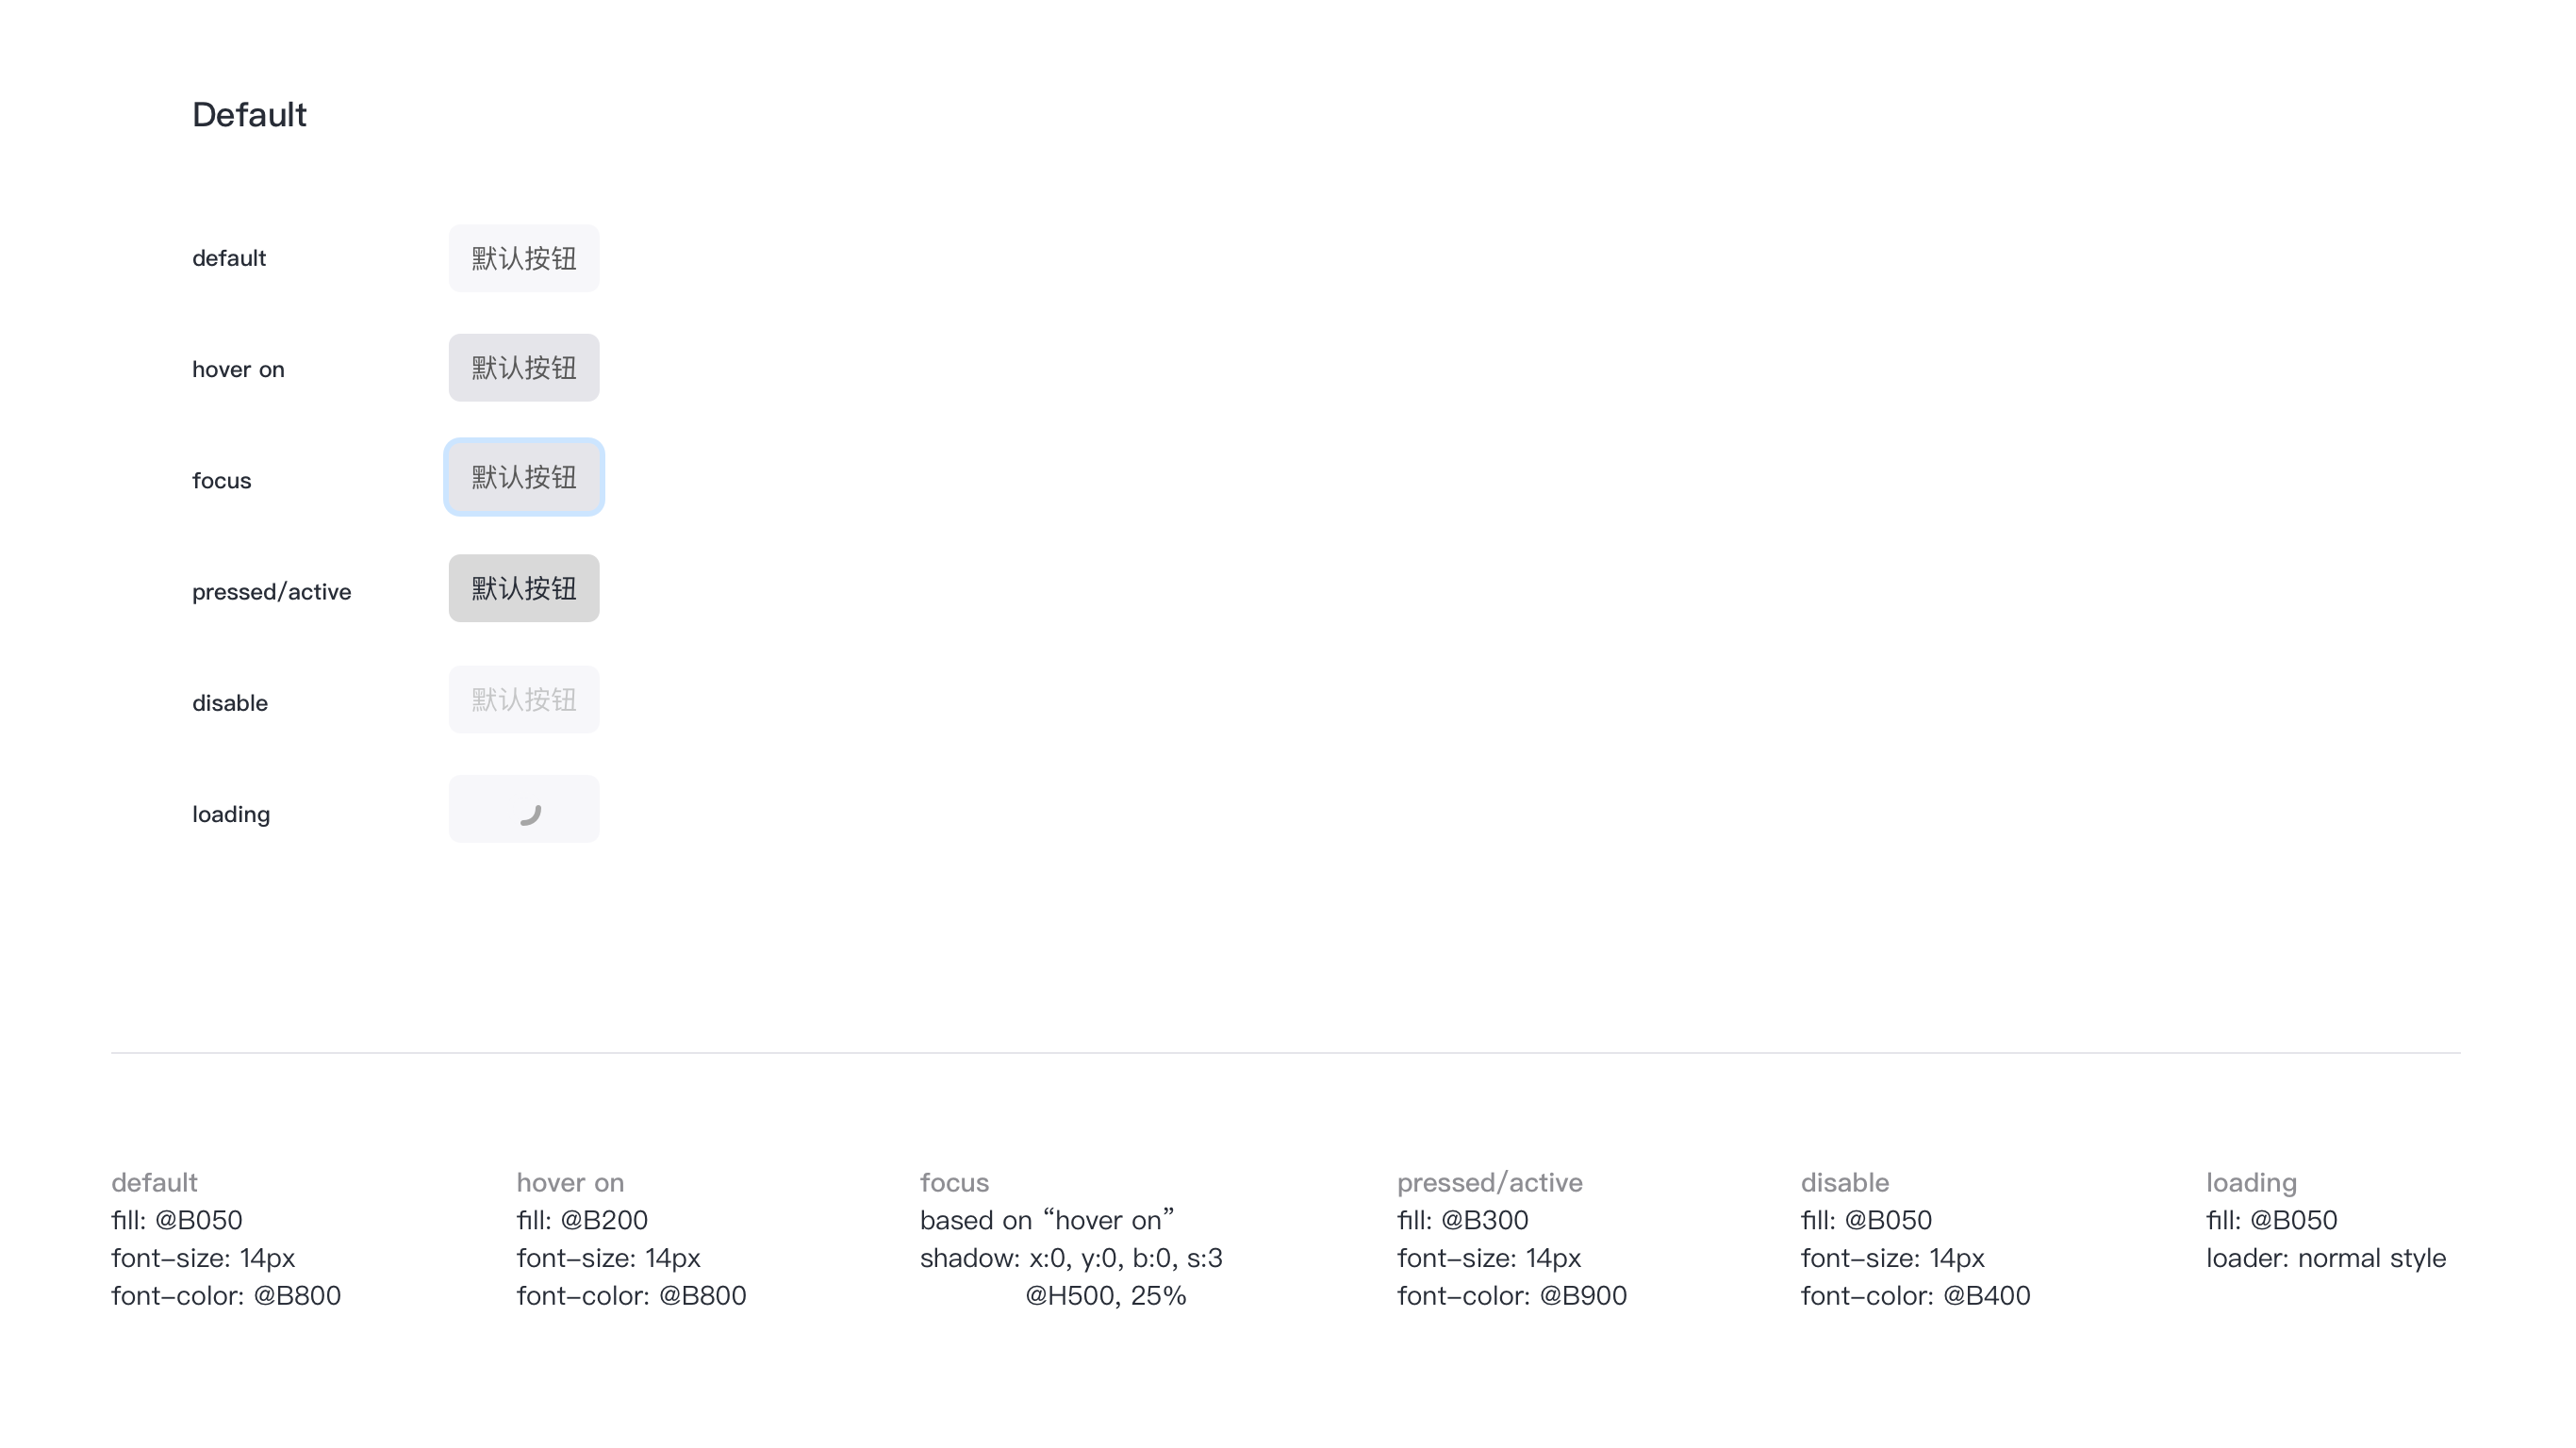 Default
default 默认按钮
hover on 默认按钮
focus 默认按钮
pressed/active 默认按钮
disable 默认按钮
loading
default
fill: @B050
font-size: 14px
font-color: @B800
hover on
fill: @B200
font-size: 14px
font-color: @B800
focus
based on “hover on”
shadow: x:0, y:0, b:0, s:3
@H500, 25%
pressed/active
fill: @B300
font-size: 14px
font-color: @B900
disable
fill: @B050
font-size: 14px
font-color: @B400
loading
fill: @B050
loader: normal style